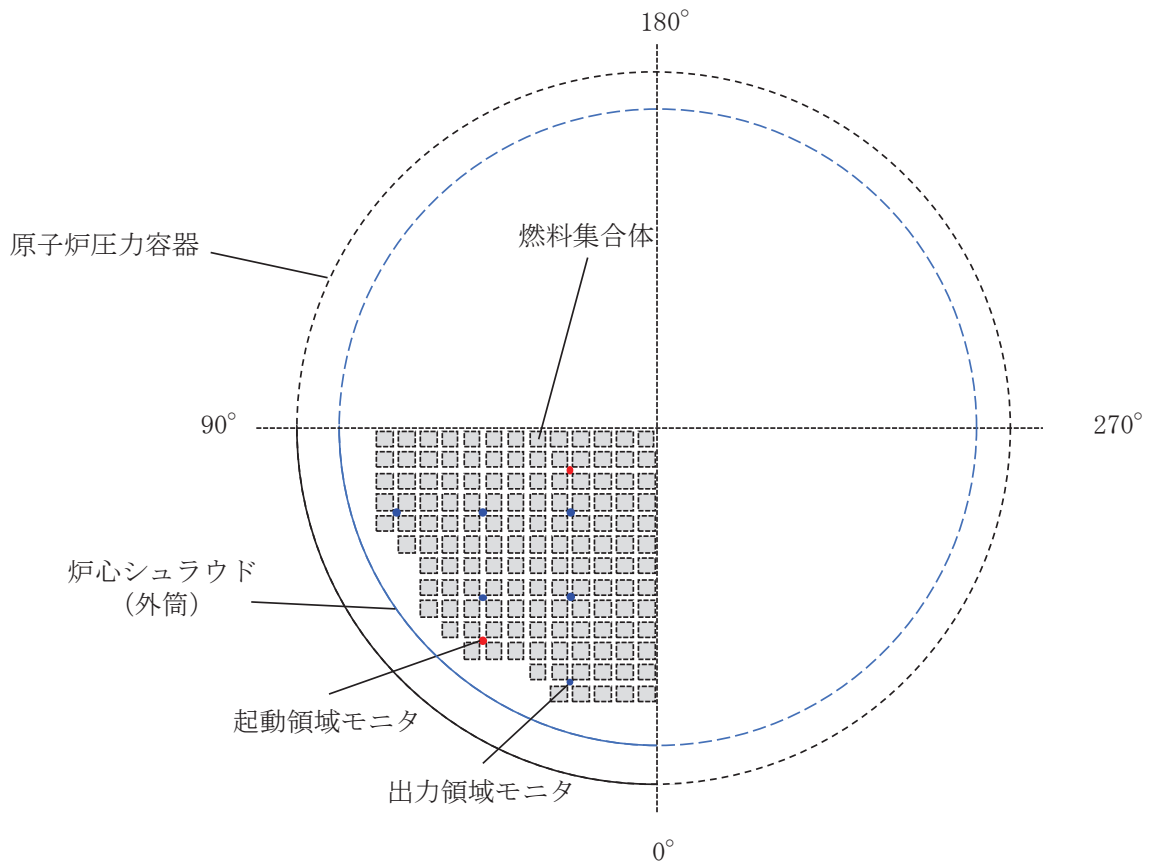 180°
原子炉圧力容器
燃料集合体
90°
270°
炉心シュラウド
（外筒）
起動領域モニタ
出力領域モニタ
0°